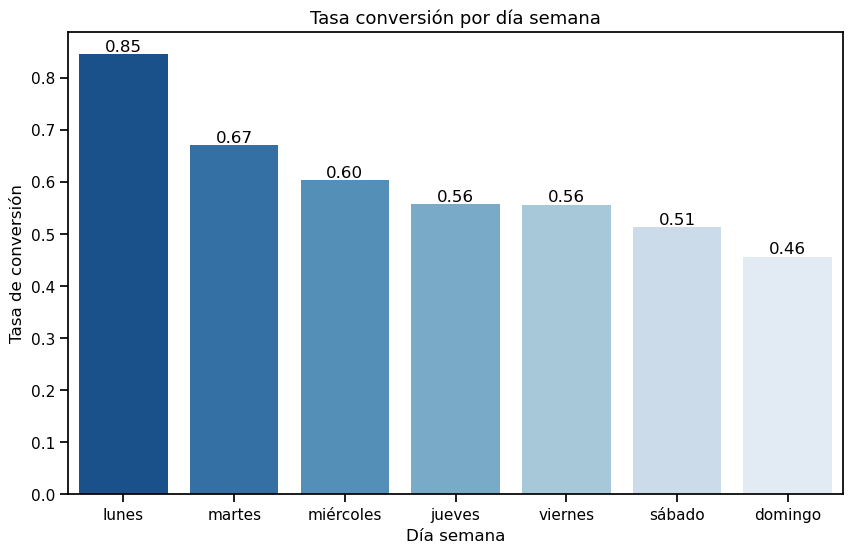 Tasa conversión por día semana
Tasa de conversión
0.8
0.7
0.6
0.5
0.4
0.3
0.2
0.1
0.0
0.85
0.67
0.60
0.56
0.56
0.51
0.46
lunes
martes
miércoles
jueves
viernes
sábado
domingo
Día semana